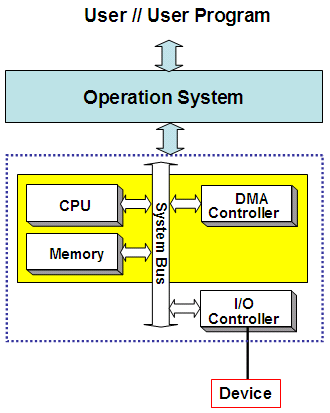 User // User Program
Operation System
CPU
DMA
Controller
System Bus
Memory
I/O
Controller
Device